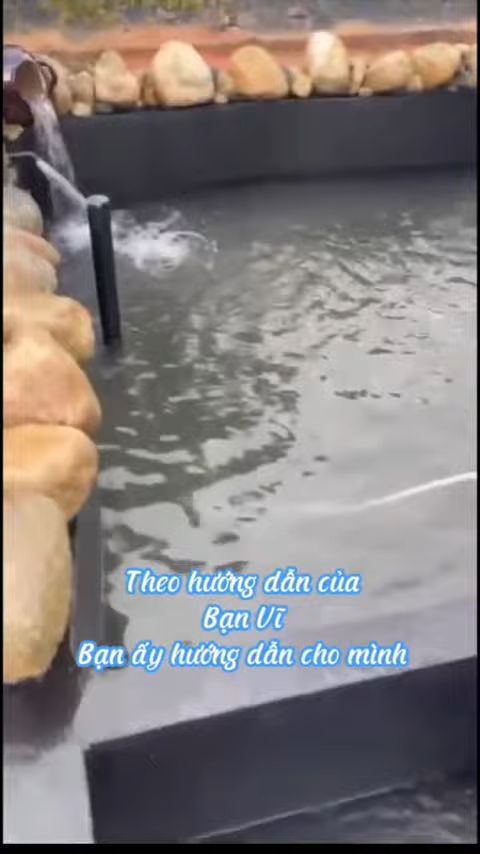 Theo hướng dẫn của
Bạn Vĩ
Bạn ấy hướng dẫn cho mình